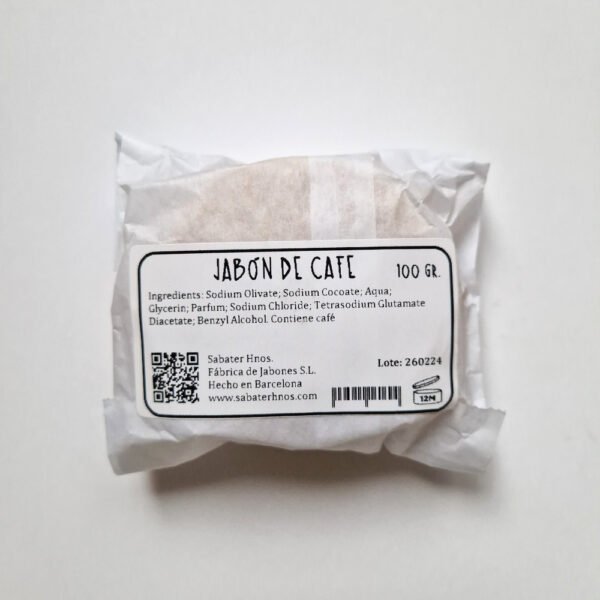 JABÓN DE CAFE 100 GR.
Ingredients: Sodium Olivate; Sodium Cocoate; Aqua;
Glycerin; Parfum; Sodium Chloride; Tetrasodium Glutamate
Diacetate; Benzyl Alcohol. Contiene café
Sabater Hnos.
Fábrica de Jabones S.L.
Hecho en Barcelona
www.sabaterhnos.com
Lote: 260224
12M